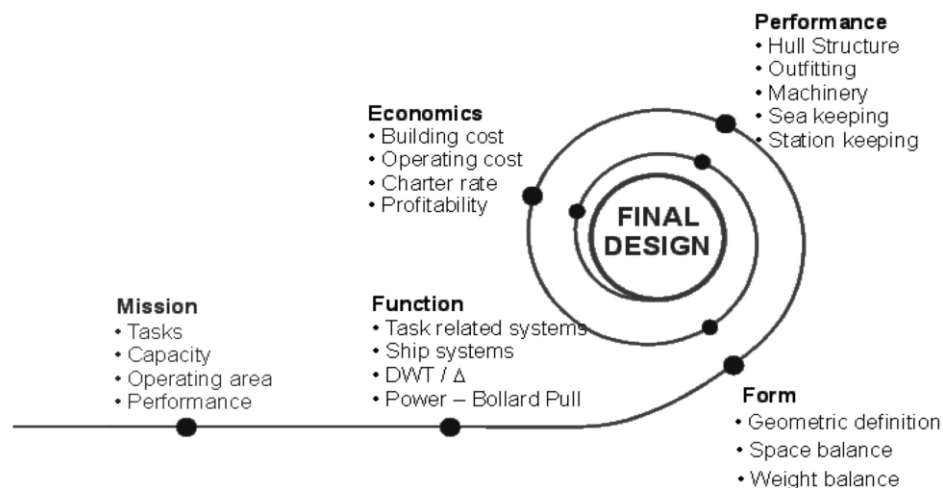 Performance
• Hull Structure
• Outfitting
• Machinery
• Sea keeping
• Station keeping
Economics
• Building cost
• Operating cost
• Charter rate
• Profitability
FINAL
DESIGN
Mission
• Tasks
• Capacity
• Operating area
• Performance
Function
• Task related systems
• Ship systems
• DWT / Δ
• Power – Bollard Pull
Form
• Geometric definition
• Space balance
• Weight balance